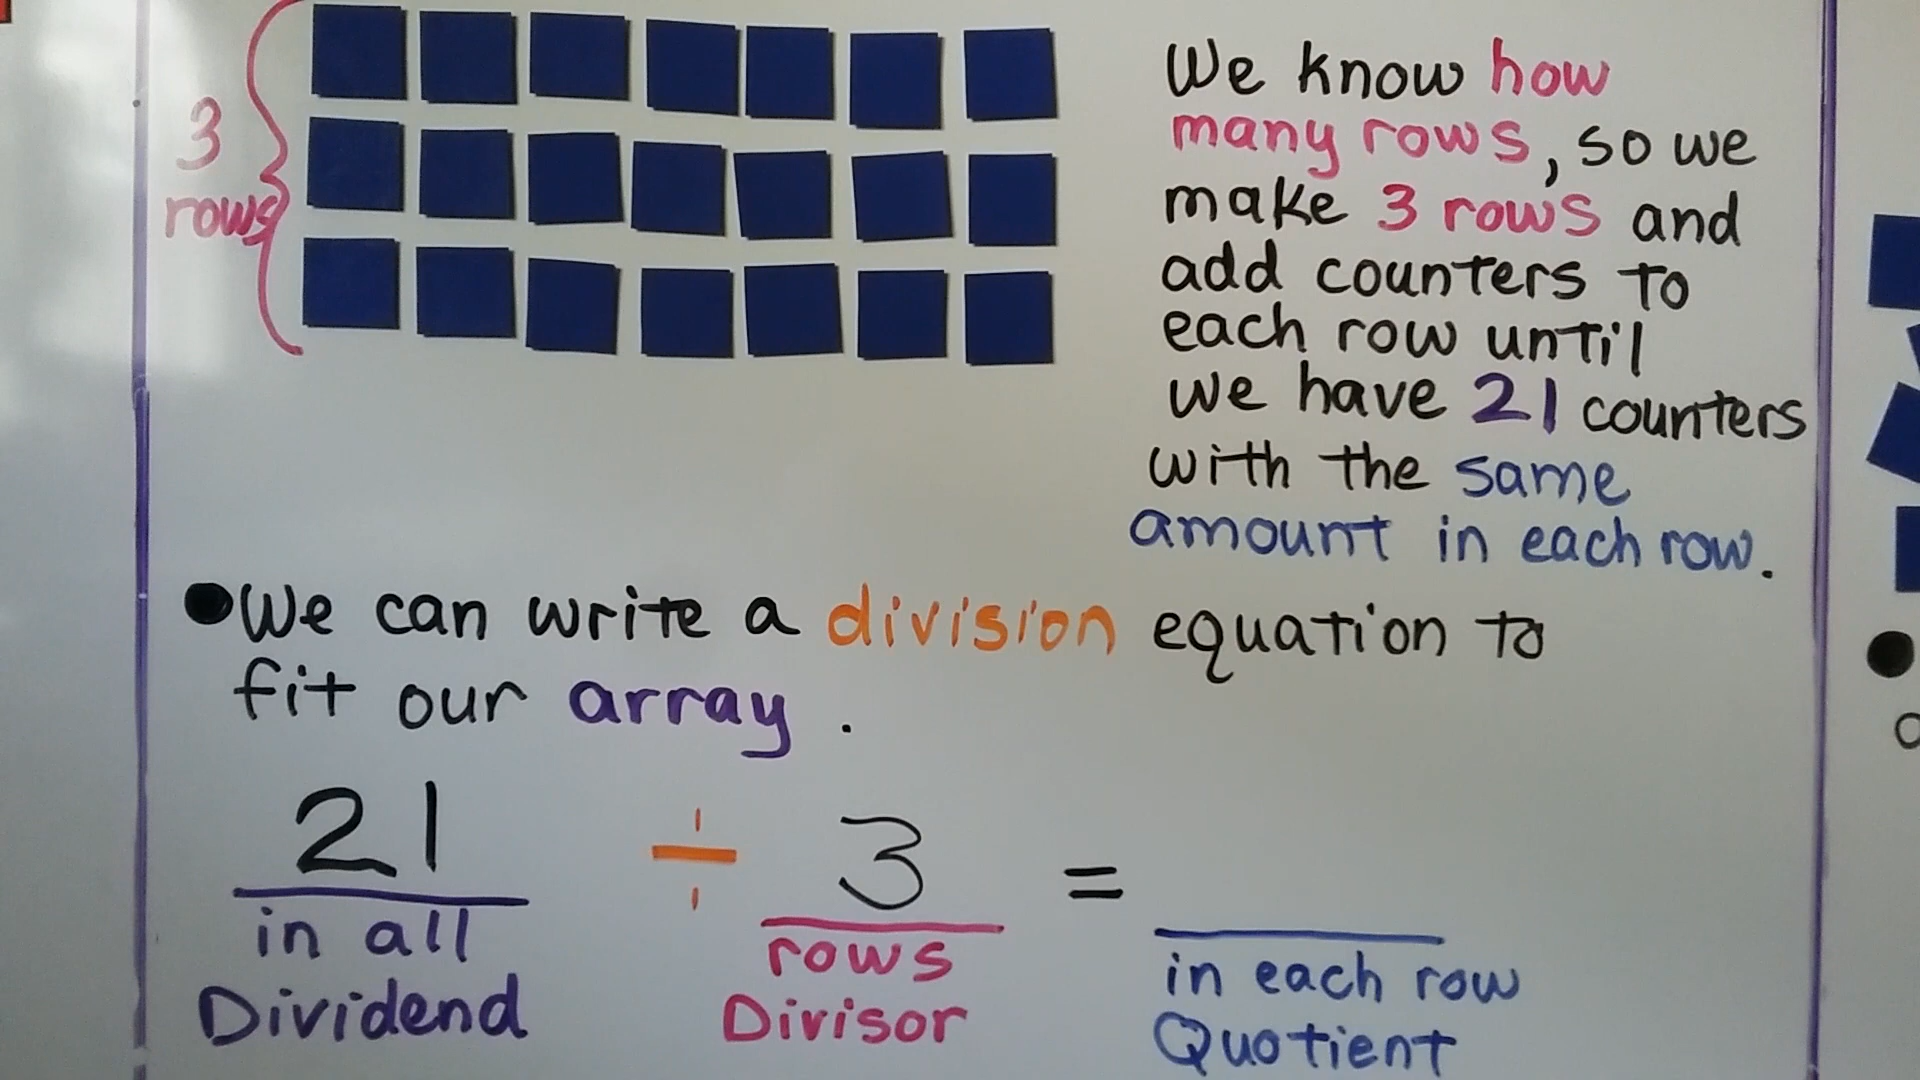 3
rows
We know how
many rows, so we
make 3 rows and
add counters to
each row until
we have 21 counters
with the same
amount in each row.
●We can write a division equation to
fit our array.
21 ÷ 3 =
in all rows in each row
Dividend Divisor Quotient